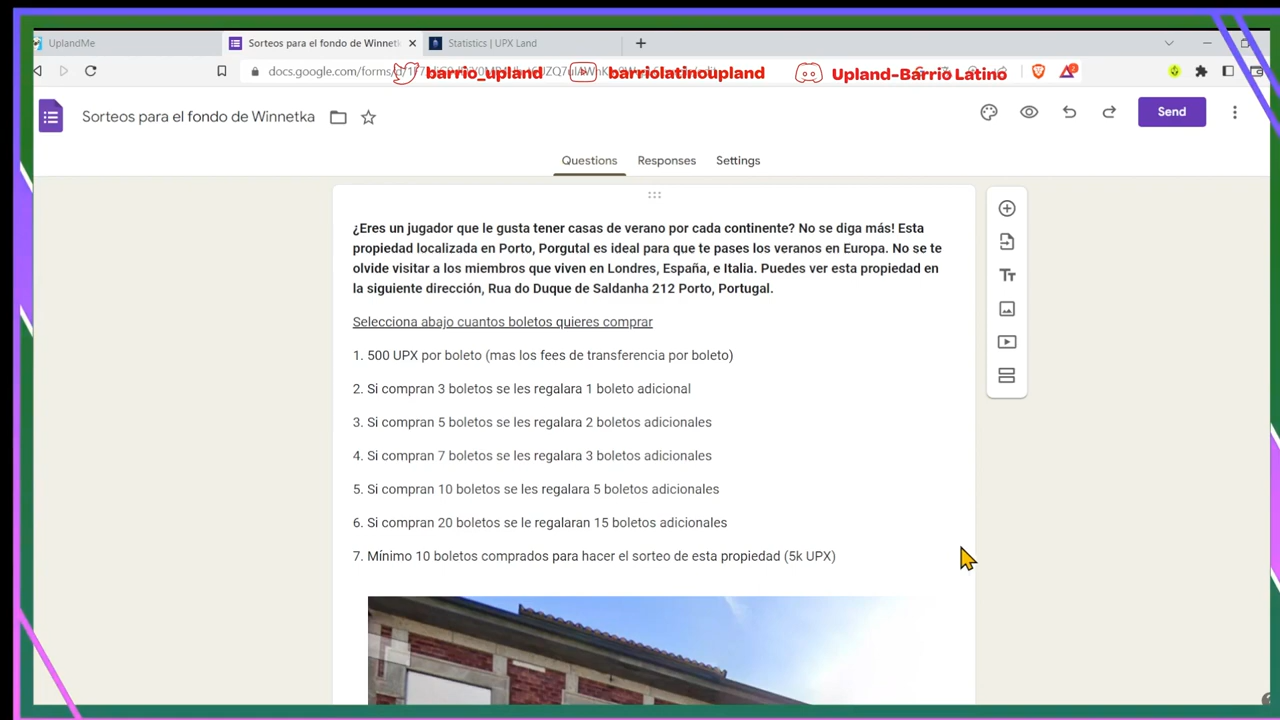 UplandMe
Sorteos para el fondo de Winnetk
Statistics | UPX Land
docs.google.com/forms/
barrio_upland
barriolatinoupland
Upland-Barrio Latino
Sorteos para el fondo de Winnetka
Send
Questions
Responses
Settings
¿Eres un jugador que le gusta tener casas de verano por cada continente? No se diga más! Esta
propiedad localizada en Porto, Porgutal es ideal para que te pases los veranos en Europa. No se te
olvide visitar a los miembros que viven en Londres, España, e Italia. Puedes ver esta propiedad en
la siguiente dirección, Rua do Duque de Saldanha 212 Porto, Portugal.
Selecciona abajo cuantos boletos quieres comprar
1. 500 UPX por boleto (mas los fees de transferencia por boleto)
2. Si compran 3 boletos se les regalara 1 boleto adicional
3. Si compran 5 boletos se les regalara 2 boletos adicionales
4. Si compran 7 boletos se les regalara 3 boletos adicionales
5. Si compran 10 boletos se les regalara 5 boletos adicionales
6. Si compran 20 boletos se le regalaran 15 boletos adicionales
7. Mínimo 10 boletos comprados para hacer el sorteo de esta propiedad (5k UPX)